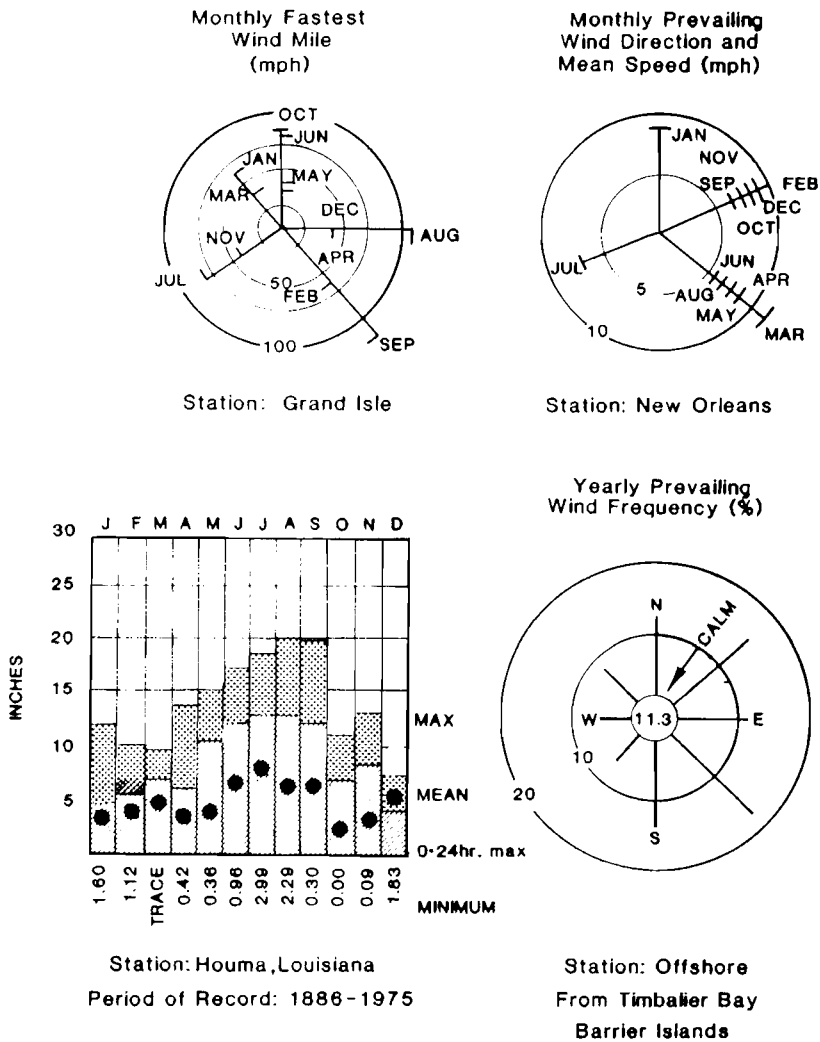 Monthly Fastest
Wind Mile
(mph)
OCT
JUN
JAN
MAY
MAR
DEC
NOV
AUG
APR
JUL
50
FEB
100
SEP
Station: Grand Isle
Monthly Prevailing
Wind Direction and
Mean Speed (mph)
JAN
NOV
SEP
FEB
DEC
OCT
JUL
JUN
5
AUG
APR
MAY
10
MAR
Station: New Orleans
J F M A M J J A S O N D
30
25
20
15
10
5
INCHES
MAX
MEAN
0-24hr. max
1.60 1.12 TRACE 0.42 0.36 0.96 2.99 2.29 0.30 0.00 0.09 1.83
MINIMUM
Station: Houma, Louisiana
Period of Record: 1886-1975
Yearly Prevailing
Wind Frequency (%)
N
CALM
W
11.3
E
10
20
S
Station: Offshore
From Timbalier Bay
Barrier Islands